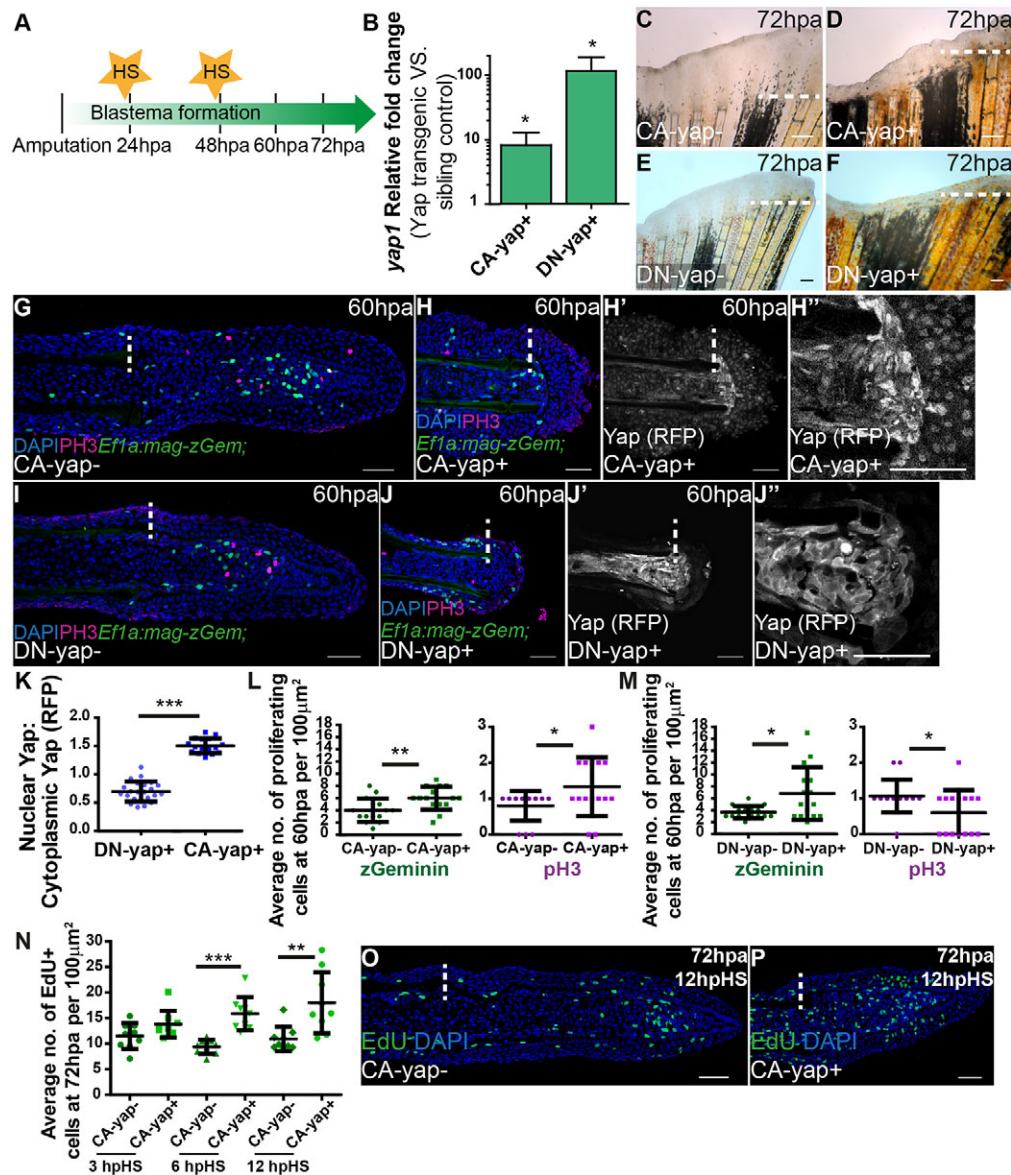 A
HS
HS
Blastema formation
Amputation
24hpa
48hpa
60hpa
72hpa
B
yap1 Relative fold change
(Yap transgenic VS.
sibling control)
100
10
1
*
*
CA-yap+
DN-yap+
C
72hpa
CA-yap-
D
72hpa
CA-yap+
E
72hpa
DN-yap-
F
72hpa
DN-yap+
G
60hpa
DAPIPH3Ef1a:mag-zGem;
CA-yap-
H
60hpa
DAPIPH3
Ef1a:mag-zGem;
CA-yap+
H'
60hpa
Yap (RFP)
CA-yap+
H"
Yap (RFP)
CA-yap+
I
60hpa
DAPIPH3Ef1a:mag-zGem;
DN-yap-
J
60hpa
DAPIPH3
Ef1a:mag-zGem;
DN-yap+
J'
60hpa
Yap (RFP)
DN-yap+
J"
Yap (RFP)
DN-yap+
K
Nuclear Yap:
Cytoplasmic Yap (RFP)
2.0
1.5
1.0
0.5
0.0
***
DN-yap+
CA-yap+
L
Average no. of proliferating
cells at 60hpa per 100µm²
18
16
14
12
10
8
6
4
2
0
**
CA-yap-
CA-yap+
zGeminin
3
2
1
0
*
CA-yap-
CA-yap+
pH3
M
Average no. of proliferating
cells at 60hpa per 100µm²
18
16
14
12
10
8
6
4
2
0
*
DN-yap-
DN-yap+
zGeminin
3
2
1
0
*
DN-yap-
DN-yap+
pH3
N
Average no. of EdU+
cells at 72hpa per 100µm²
30
25
20
15
10
5
0
***
**
CA-yap-
CA-yap+
CA-yap-
CA-yap+
CA-yap-
CA-yap+
3 hpHS
6 hpHS
12 hpHS
O
72hpa
12hpHS
EdU DAPI
CA-yap-
P
72hpa
12hpHS
EdU DAPI
CA-yap+